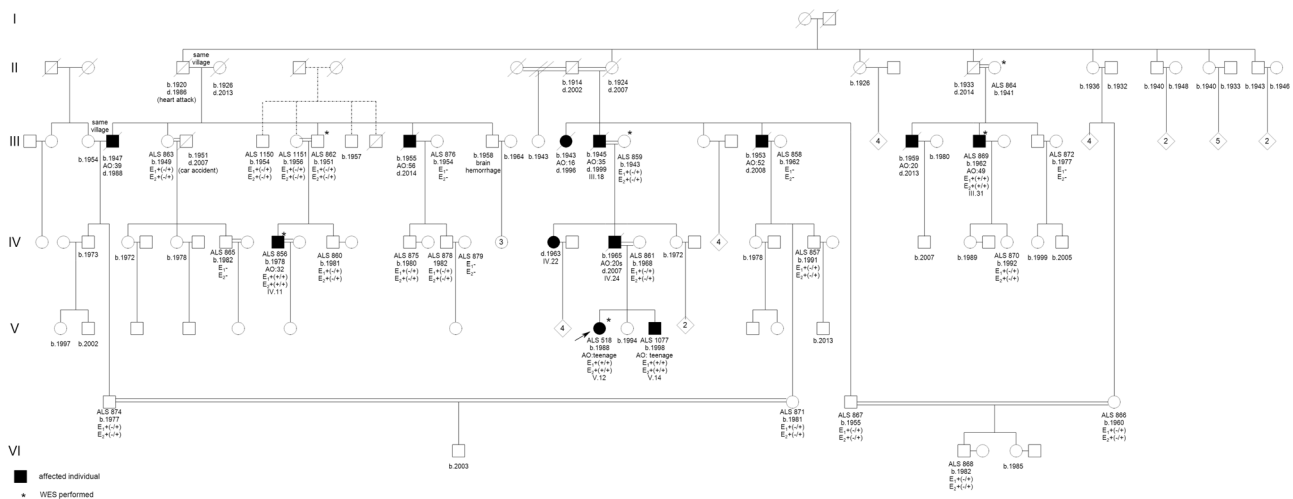 I
II
same
village
b.1920
d.1986
(heart attack)
b.1926
d.2013
b.1914
d.2002
b.1924
d.2007
b.1926
b.1933
d.2014
*
ALS 864
b.1941
b.1936
b.1932
b.1940
b.1948
b.1940
b.1933
b.1943
b.1946
III
b.1954
same
village
b.1947
AO:39
d.1988
ALS 863
b.1949
E₁+(-/+)
E₂+(-/+)
b.1951
d.2007
(car accident)
ALS 1150
b.1954
E₁+(-/+)
E₂+(-/+)
ALS 1151
b.1956
E₁+(-/+)
E₂+(-/+)
*
ALS 862
b.1951
E₁+(-/+)
E₂+(-/+)
b.1957
b.1955
AO:56
d.2014
ALS 876
b.1954
E₁-
E₂-
b.1958
brain
hemorrhage
b.1964
b.1943
b.1943
AO:16
d.1998
b.1945
AO:35
d.1999
III.18
*
ALS 859
b.1943
E₁+(-/+)
E₂+(-/+)
b.1953
AO:52
d.2008
ALS 858
b.1962
E₁-
E₂-
4
b.1959
AO:20
d.2013
b.1980
*
ALS 869
b.1962
AO:49
E₁+(+/+)
E₂+(+/+)
III.31
ALS 872
b.1977
E₁-
E₂-
4
2
5
2
IV
b.1973
b.1972
b.1978
ALS 865
b.1982
E₁-
E₂-
*
ALS 856
b.1978
AO:32
E₁+(+/+)
E₂+(+/+)
IV.11
ALS 860
b.1981
E₁+(-/+)
E₂+(-/+)
ALS 875
b.1980
E₁+(-/+)
E₂+(-/+)
ALS 878
1982
E₁+(-/+)
E₂+(-/+)
ALS 879
E₁-
E₂-
3
d.1963
IV.22
b.1965
AO:20s
d.2007
IV.24
ALS 861
b.1968
E₁+(-/+)
E₂+(-/+)
b.1972
4
b.1978
ALS 857
b.1991
E₁+(-/+)
E₂+(-/+)
b.2007
b.1989
ALS 870
b.1992
E₁+(-/+)
E₂+(-/+)
b.1999
b.2005
V
b.1997
b.2002
4
*
ALS 518
b.1988
AO:teenage
E₁+(+/+)
E₂+(+/+)
V.12
b.1994
ALS 1077
b.1998
AO: teenage
E₁+(+/+)
E₂+(+/+)
V.14
2
b.2013
ALS 874
b.1977
E₁+(-/+)
E₂+(-/+)
ALS 871
b.1981
E₁+(-/+)
E₂+(-/+)
ALS 867
b.1955
E₁+(-/+)
E₂+(-/+)
ALS 866
b.1960
E₁+(-/+)
E₂+(-/+)
VI
b.2003
ALS 868
b.1982
E₁+(-/+)
E₂+(-/+)
b.1985
affected individual
* WES performed